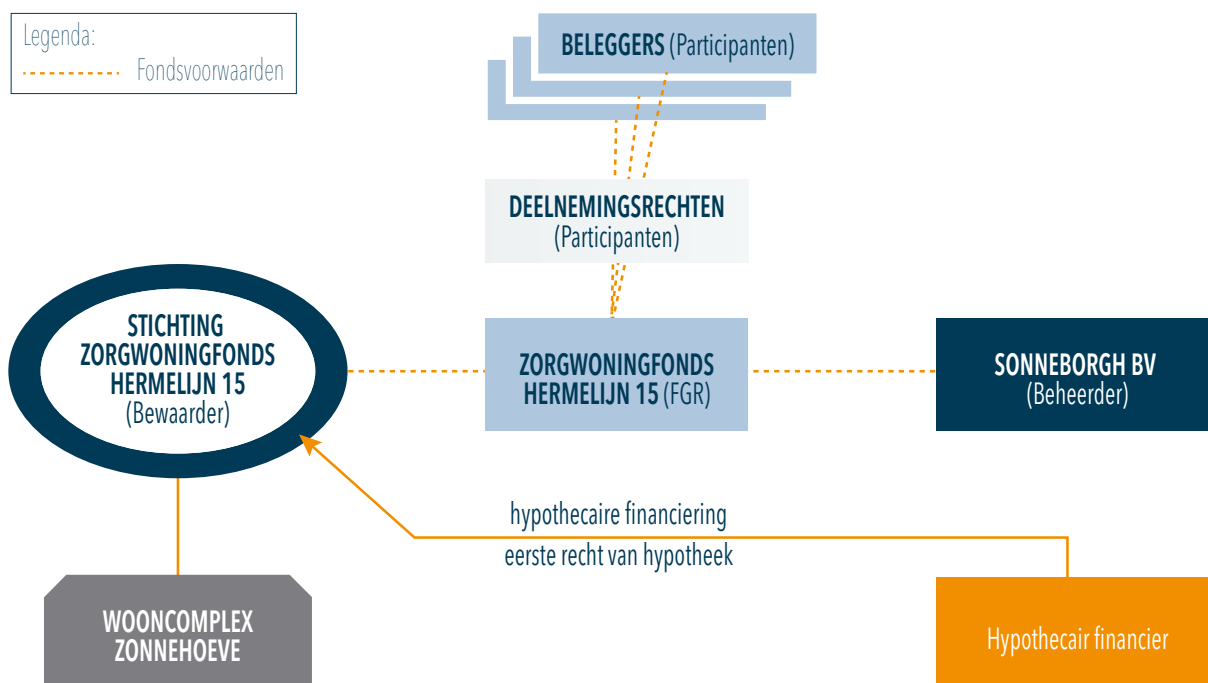 Legenda:
Fondsvoorwaarden
BELEGGERS (Participanten)
DEELNEMINGSRECHTEN
(Participanten)
STICHTING
ZORGWONINGFONDS
HERMELIJN 15
(Bewaarder)
ZORGWONINGFONDS
HERMELIJN 15 (FGR)
SONNEBORGH BV
(Beheerder)
hypothecaire financiering
eerste recht van hypotheek
WOONCOMPLEX
ZONNEHOEVE
Hypothecair financier